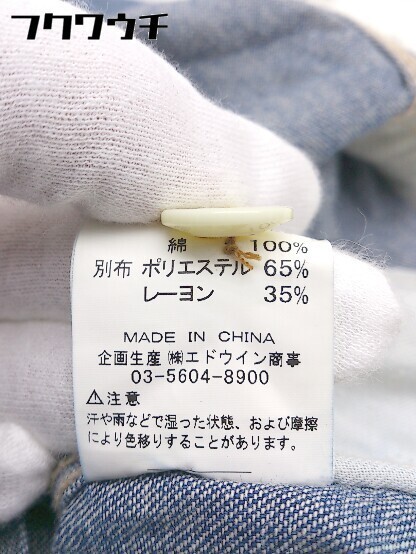 フクワウチ
綿 100%
別布 ポリエステル 65%
レーヨン 35%
MADE IN CHINA
企画生産 ㈱エドウイン商事
03-5604-8900
⚠注意
汗や雨などで湿った状態、および摩擦
により色移りすることがあります。